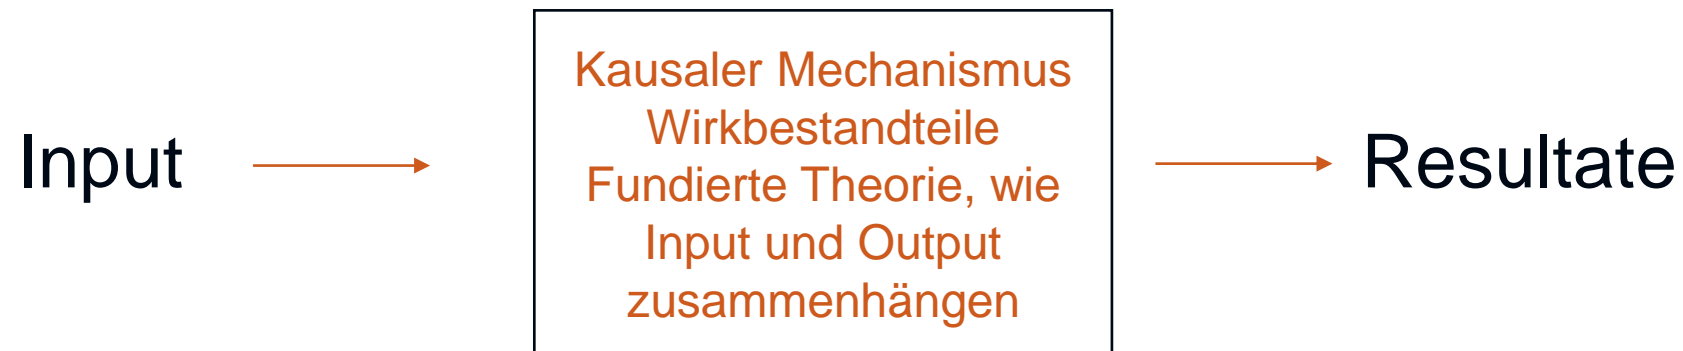 Input
Kausaler Mechanismus
Wirkbestandteile
Fundierte Theorie, wie
Input und Output
zusammenhängen
Resultate